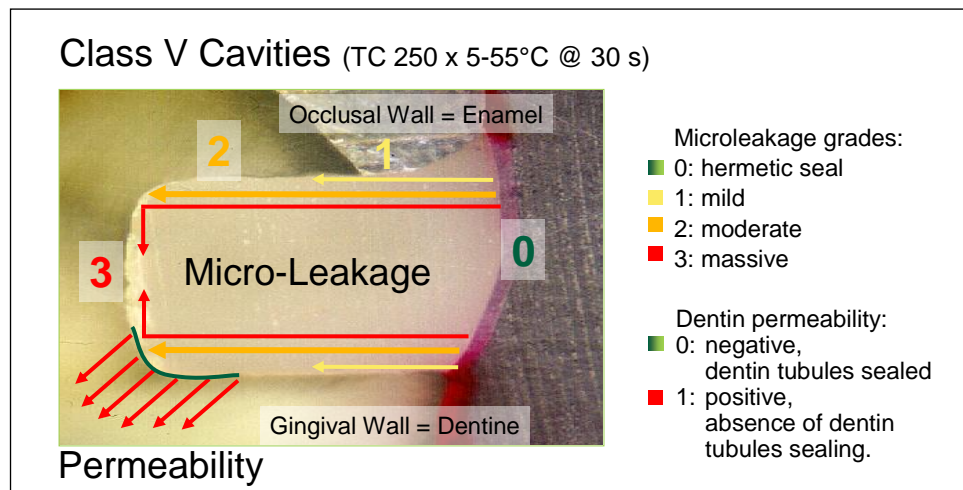 Class V Cavities (TC 250 x 5-55°C @ 30 s)
Occlusal Wall = Enamel
2
1
3
Micro-Leakage
0
Gingival Wall = Dentine
Permeability
Microleakage grades:
0: hermetic seal
1: mild
2: moderate
3: massive
Dentin permeability:
0: negative,
dentin tubules sealed
1: positive,
absence of dentin
tubules sealing.